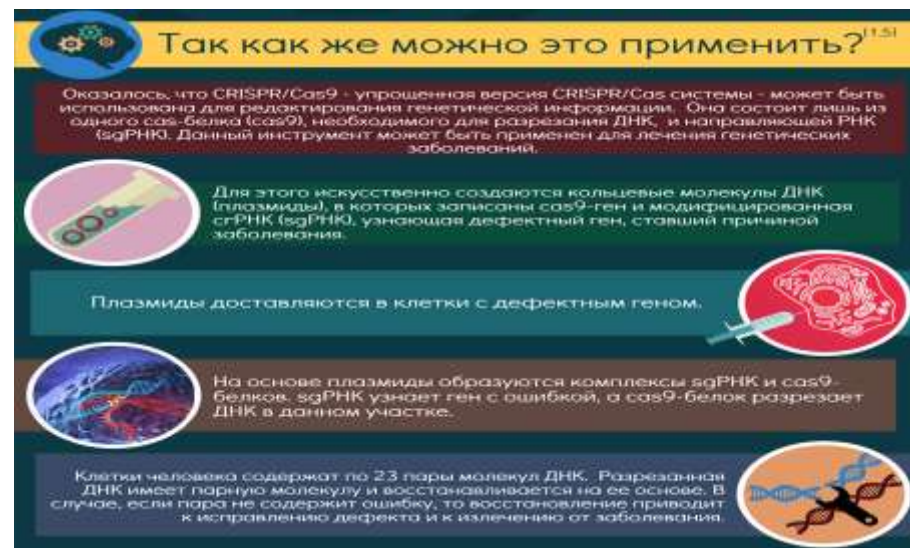 Так как же можно это применить?[1,5]
Оказалось, что CRISPR/Cas9 - упрощенная версия CRISPR/Cas системы - может быть
использована для редактирования генетической информации. Она состоит лишь из
одного cas-белка (cas9), необходимого для разрезания ДНК, и направляющей РНК
(sgРНК). Данный инструмент может быть применен для лечения генетических
заболеваний.
Для этого искусственно создаются кольцевые молекулы ДНК
(плазмиды), в которых записаны cas9-ген и модифицированная
crРНК (sgРНК), узнающая дефектный ген, ставший причиной
заболевания.
Плазмиды доставляются в клетки с дефектным геном.
На основе плазмиды образуются комплексы sgРНК и cas9-
белков. sgРНК узнает ген с ошибкой, а cas9-белок разрезает
ДНК в данном участке.
Клетки человека содержат по 23 пары молекул ДНК. Разрезанная
ДНК имеет парную молекулу и восстанавливается на ее основе. В
случае, если пара не содержит ошибку, то восстановление приводит
к исправлению дефекта и к излечению от заболевания.